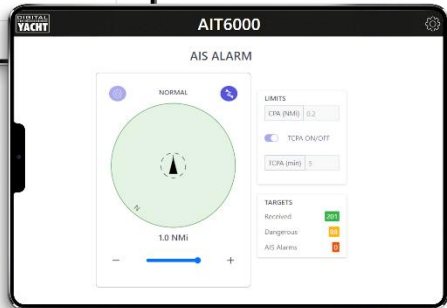 DIGITAL
YACHT
AIT6000
AIS ALARM
NORMAL
N
1.0 NMi
− +
LIMITS
CPA (NMi) 0.2
TCPA ON/OFF
TCPA (min) 5
TARGETS
Received 201
Dangerous
AIS Alarms 0